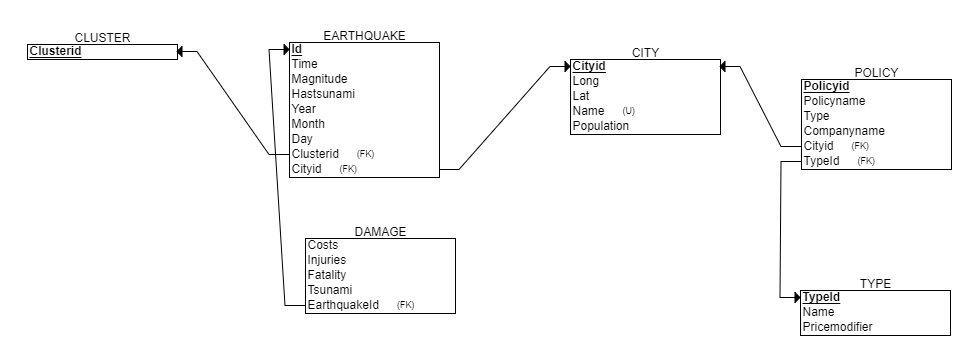 CLUSTER
Clusterid
EARTHQUAKE
Id
Time
Magnitude
Hastsunami
Year
Month
Day
Clusterid (FK)
Cityid (FK)
CITY
Cityid
Long
Lat
Name (U)
Population
POLICY
Policyid
Policyname
Type
Companyname
Cityid (FK)
TypeId (FK)
DAMAGE
Costs
Injuries
Fatality
Tsunami
EarthquakeId (FK)
TYPE
TypeId
Name
Pricemodifier